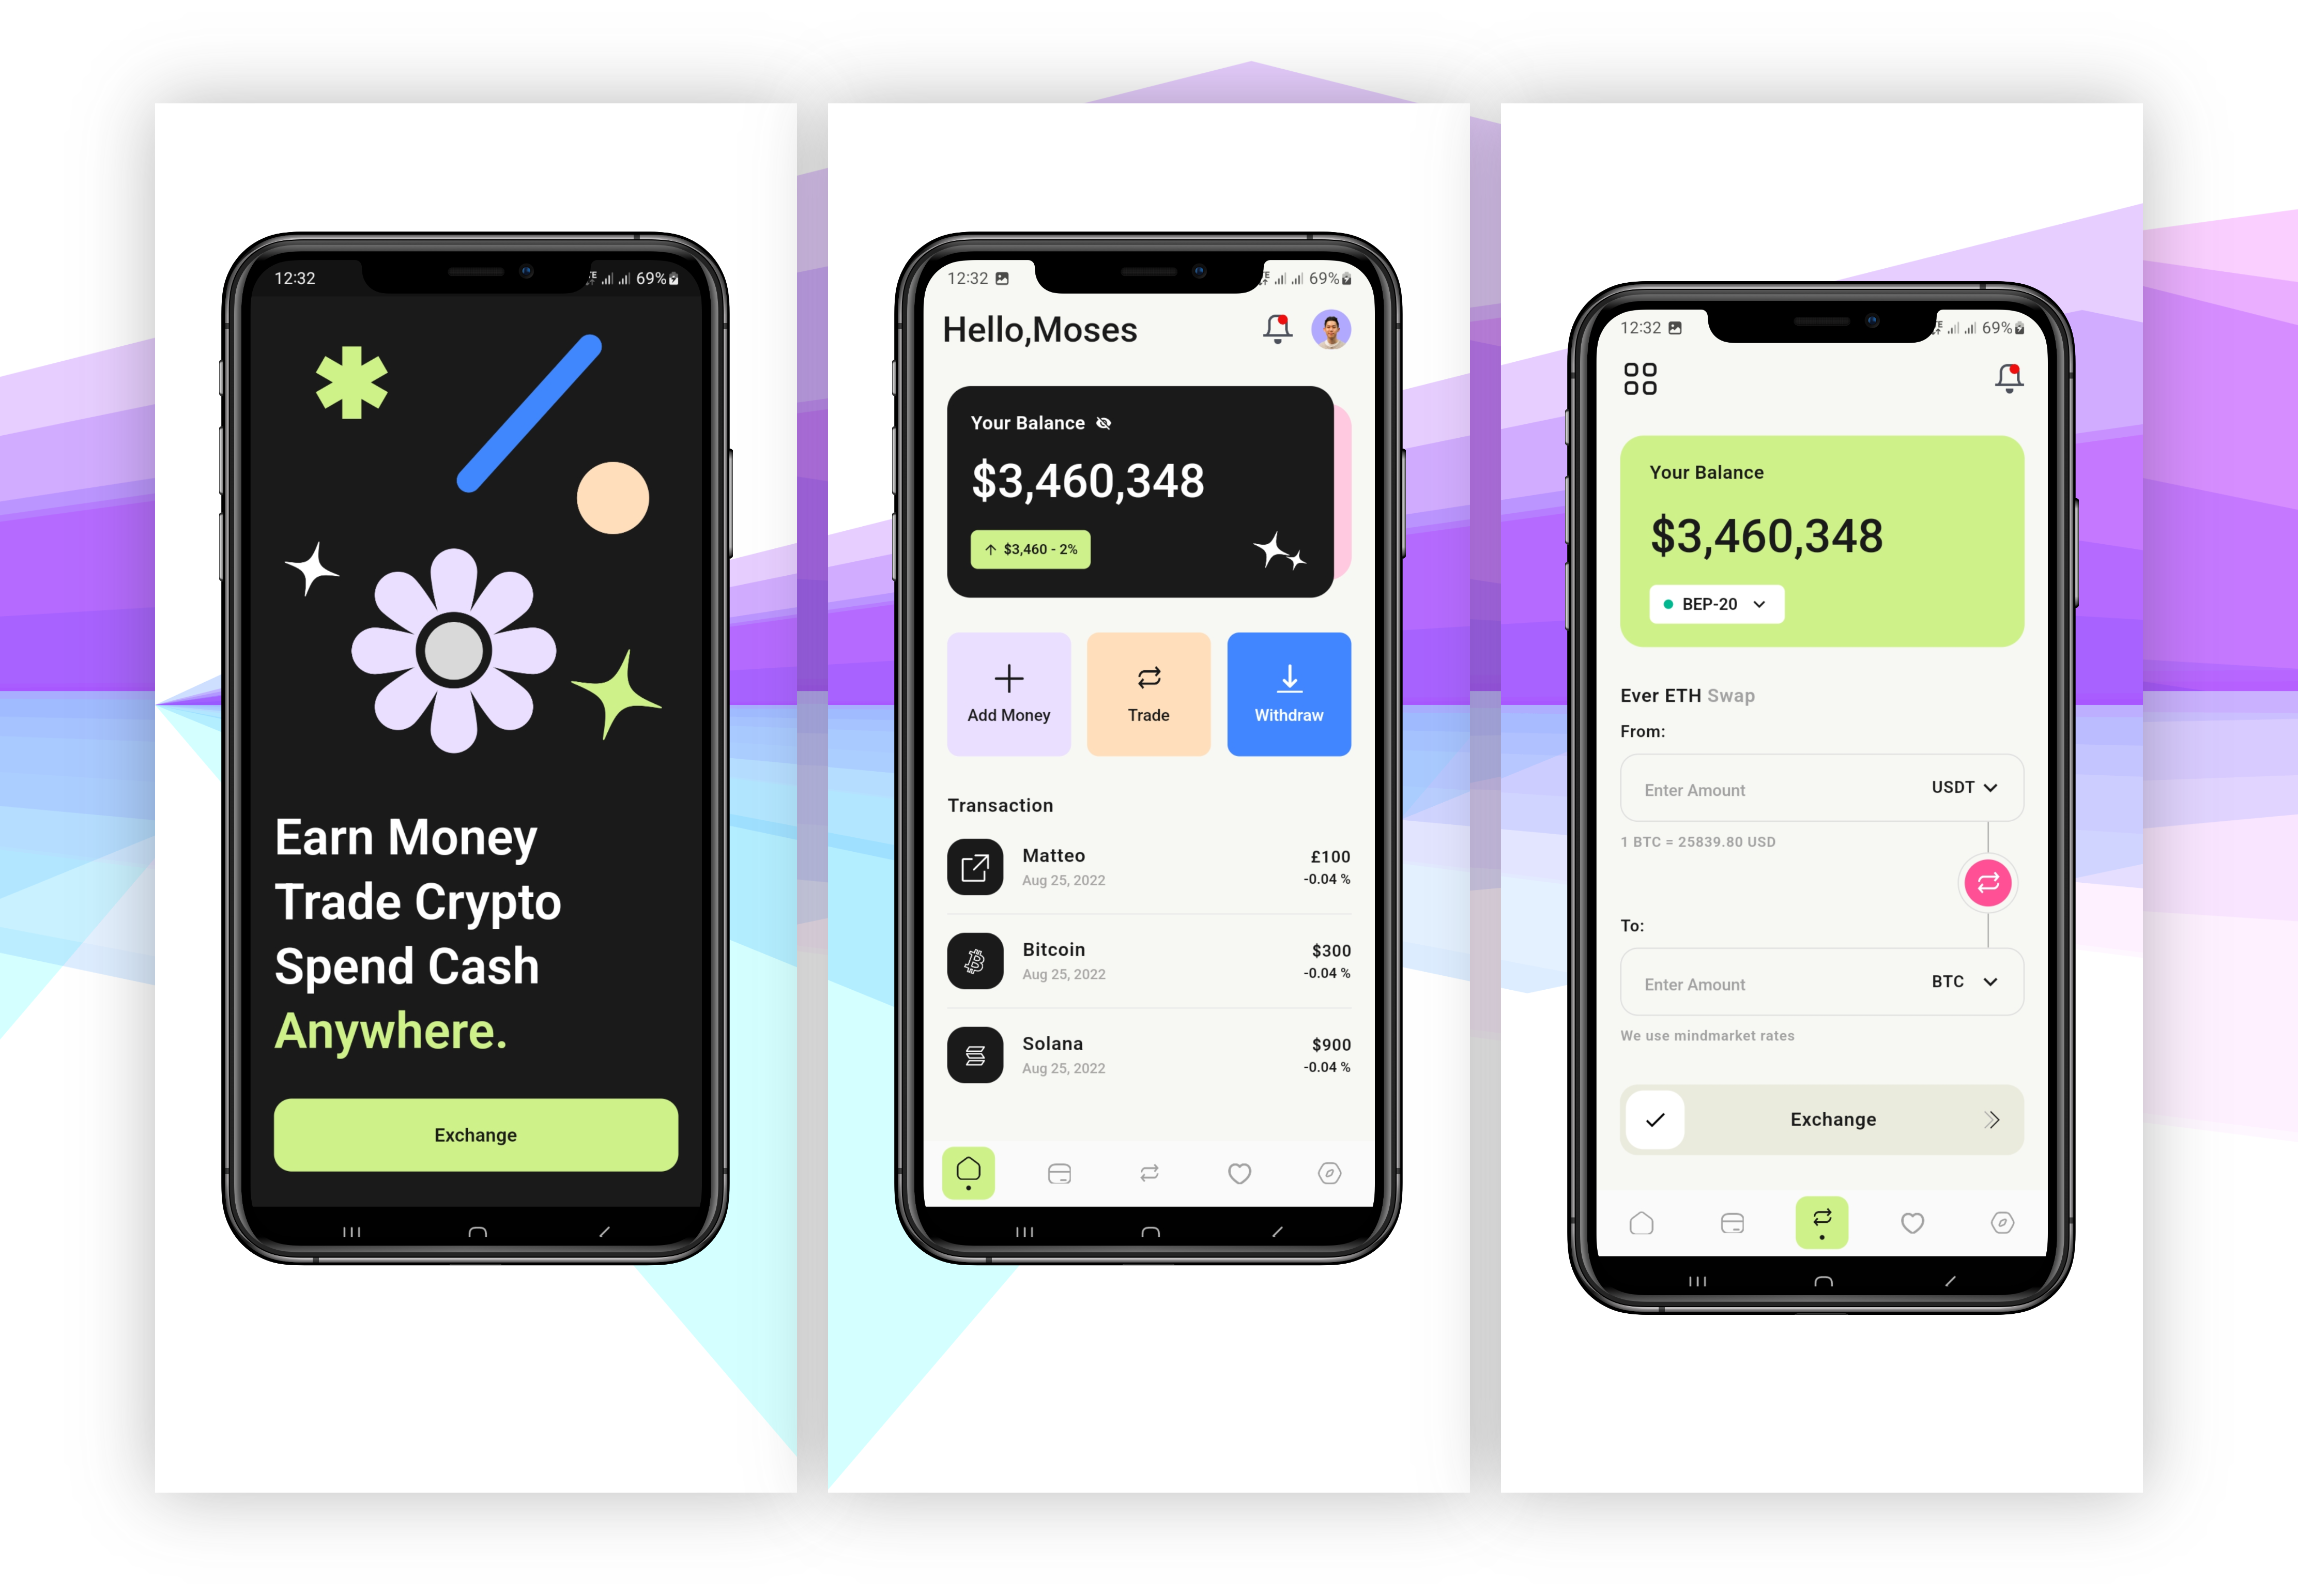 12:32
69%
Earn Money
Trade Crypto
Spend Cash
Anywhere.
Exchange
12:32
69%
Hello,Moses
Your Balance
$3,460,348
$3,460 - 2%
Add Money
Trade
Withdraw
Transaction
Matteo
£100
Aug 25, 2022
-0.04 %
Bitcoin
$300
Aug 25, 2022
-0.04 %
Solana
$900
Aug 25, 2022
-0.04 %
12:32
69%
Your Balance
$3,460,348
BEP-20
Ever ETH Swap
From:
Enter Amount
USDT
1 BTC = 25839.80 USD
To:
Enter Amount
BTC
We use mindmarket rates
Exchange